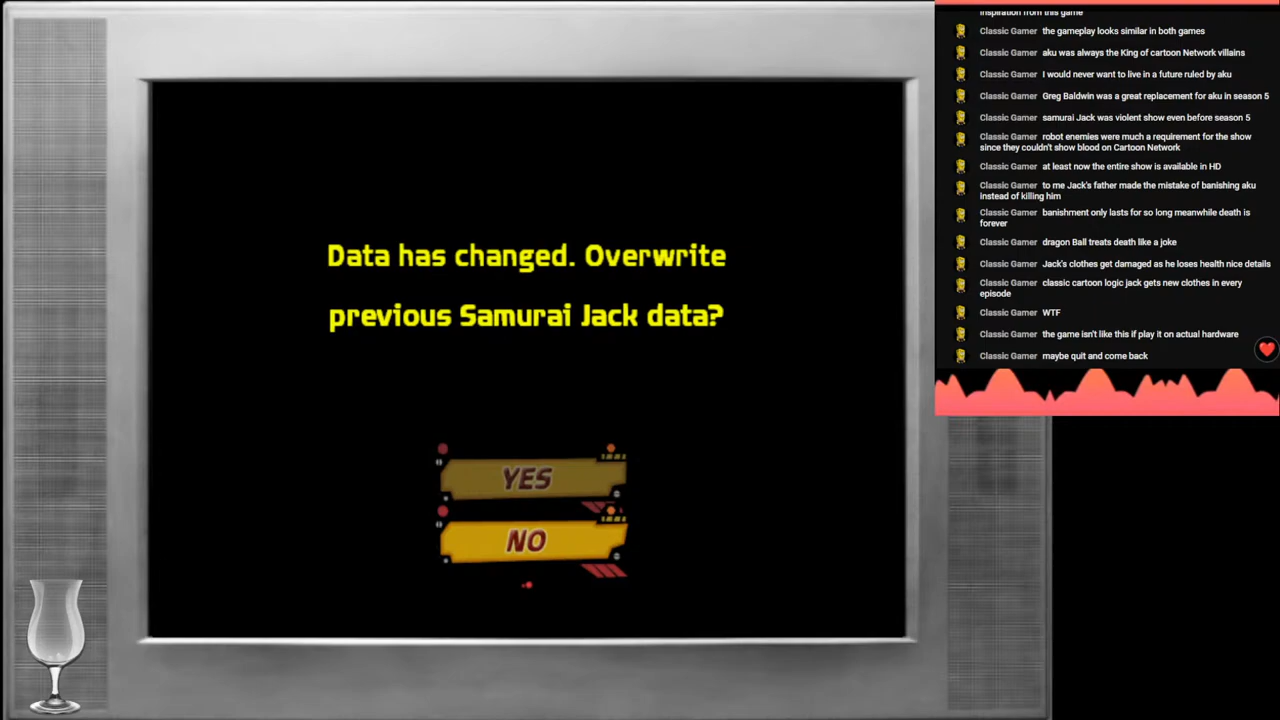 Data has changed. Overwrite
previous Samurai Jack data?
YES
NO
inspiration from this game
Classic Gamer the gameplay looks similar in both games
Classic Gamer aku was always the King of cartoon Network villains
Classic Gamer I would never want to live in a future ruled by aku
Classic Gamer Greg Baldwin was a great replacement for aku in season 5
Classic Gamer samurai Jack was violent show even before season 5
Classic Gamer robot enemies were much a requirement for the show
since they couldn't show blood on Cartoon Network
Classic Gamer at least now the entire show is available in HD
Classic Gamer to me Jack's father made the mistake of banishing aku
instead of killing him
Classic Gamer banishment only lasts for so long meanwhile death is
forever
Classic Gamer dragon Ball treats death like a joke
Classic Gamer Jack's clothes get damaged as he loses health nice details
Classic Gamer classic cartoon logic jack gets new clothes in every
episode
Classic Gamer WTF
Classic Gamer the game isn't like this if play it on actual hardware
Classic Gamer maybe quit and come back